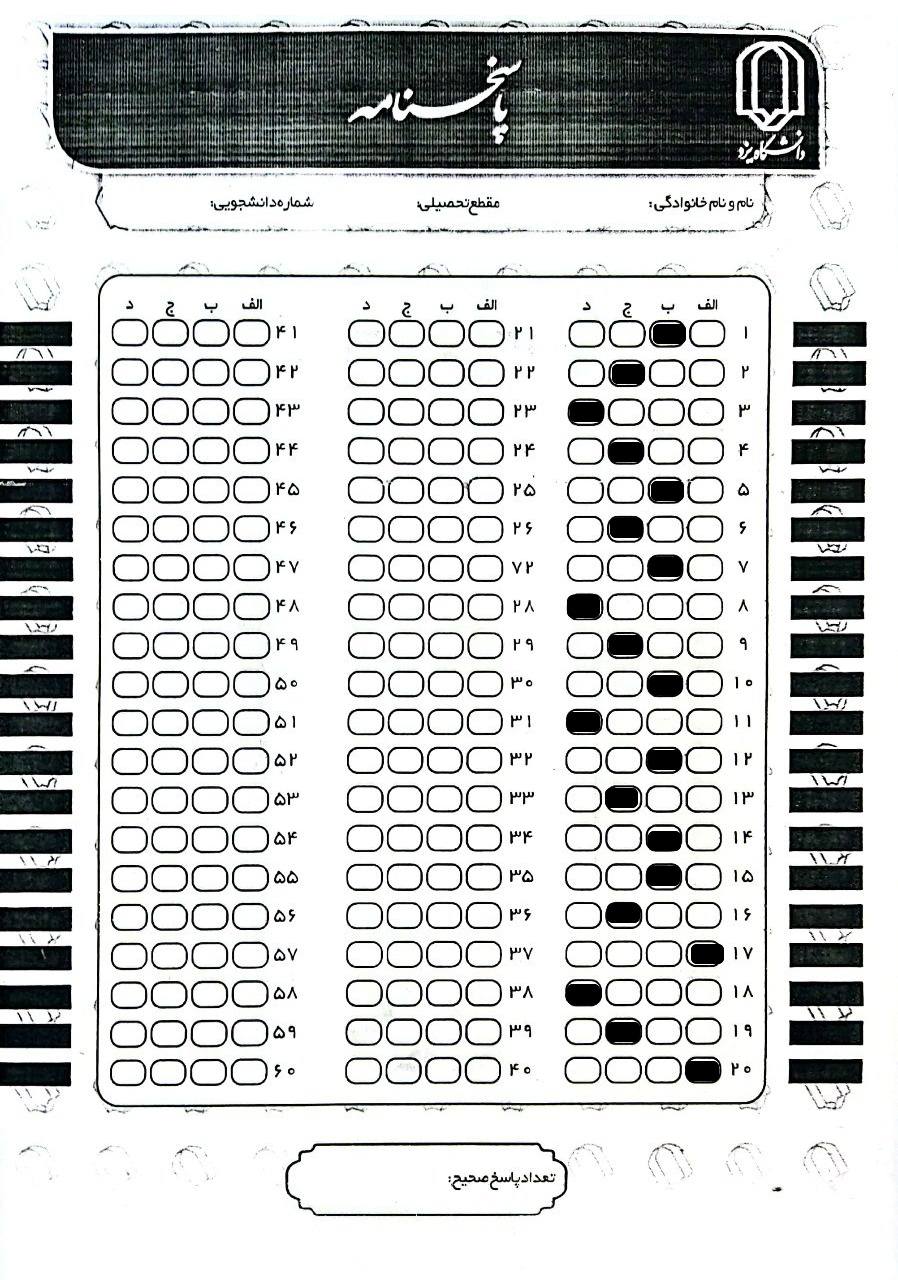 پاسخنامه
دانشگاه یزد
نام و نام خانوادگی: مقطع تحصیلی: شماره دانشجویی:
الف ب ج د الف ب ج د الف ب ج د
۱ ۲۱ ۴۱
۲ ۲۲ ۴۲
۳ ۲۳ ۴۳
۴ ۲۴ ۴۴
۵ ۲۵ ۴۵
۶ ۲۶ ۴۶
۷ ۷۲ ۴۷
۸ ۲۸ ۴۸
۹ ۲۹ ۴۹
۱۰ ۳۰ ۵۰
۱۱ ۳۱ ۵۱
۱۲ ۳۲ ۵۲
۱۳ ۳۳ ۵۳
۱۴ ۳۴ ۵۴
۱۵ ۳۵ ۵۵
۱۶ ۳۶ ۵۶
۱۷ ۳۷ ۵۷
۱۸ ۳۸ ۵۸
۱۹ ۳۹ ۵۹
۲۰ ۴۰ ۶۰
تعداد پاسخ صحیح: